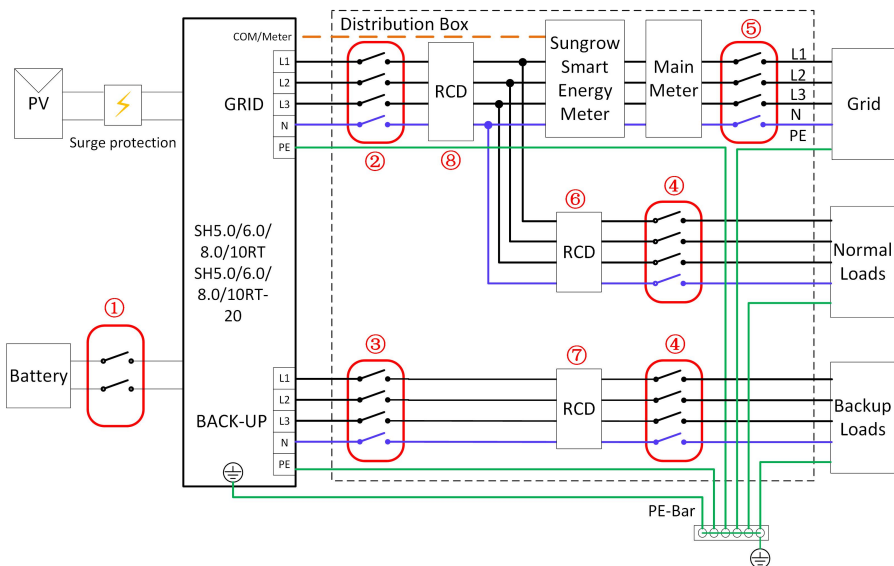 Distribution Box
COM/Meter
⑤
L1
L2
L3
N
PE
GRID
RCD
Sungrow
Smart
Energy
Meter
Main
Meter
L1
L2
L3
N
PE
Grid
PV
Surge protection
②
⑧
⑥
④
RCD
Normal
Loads
SH5.0/6.0/
8.0/10RT
SH5.0/6.0/
8.0/10RT-
20
①
Battery
③
⑦
④
L1
L2
L3
N
PE
BACK-UP
RCD
Backup
Loads
PE-Bar